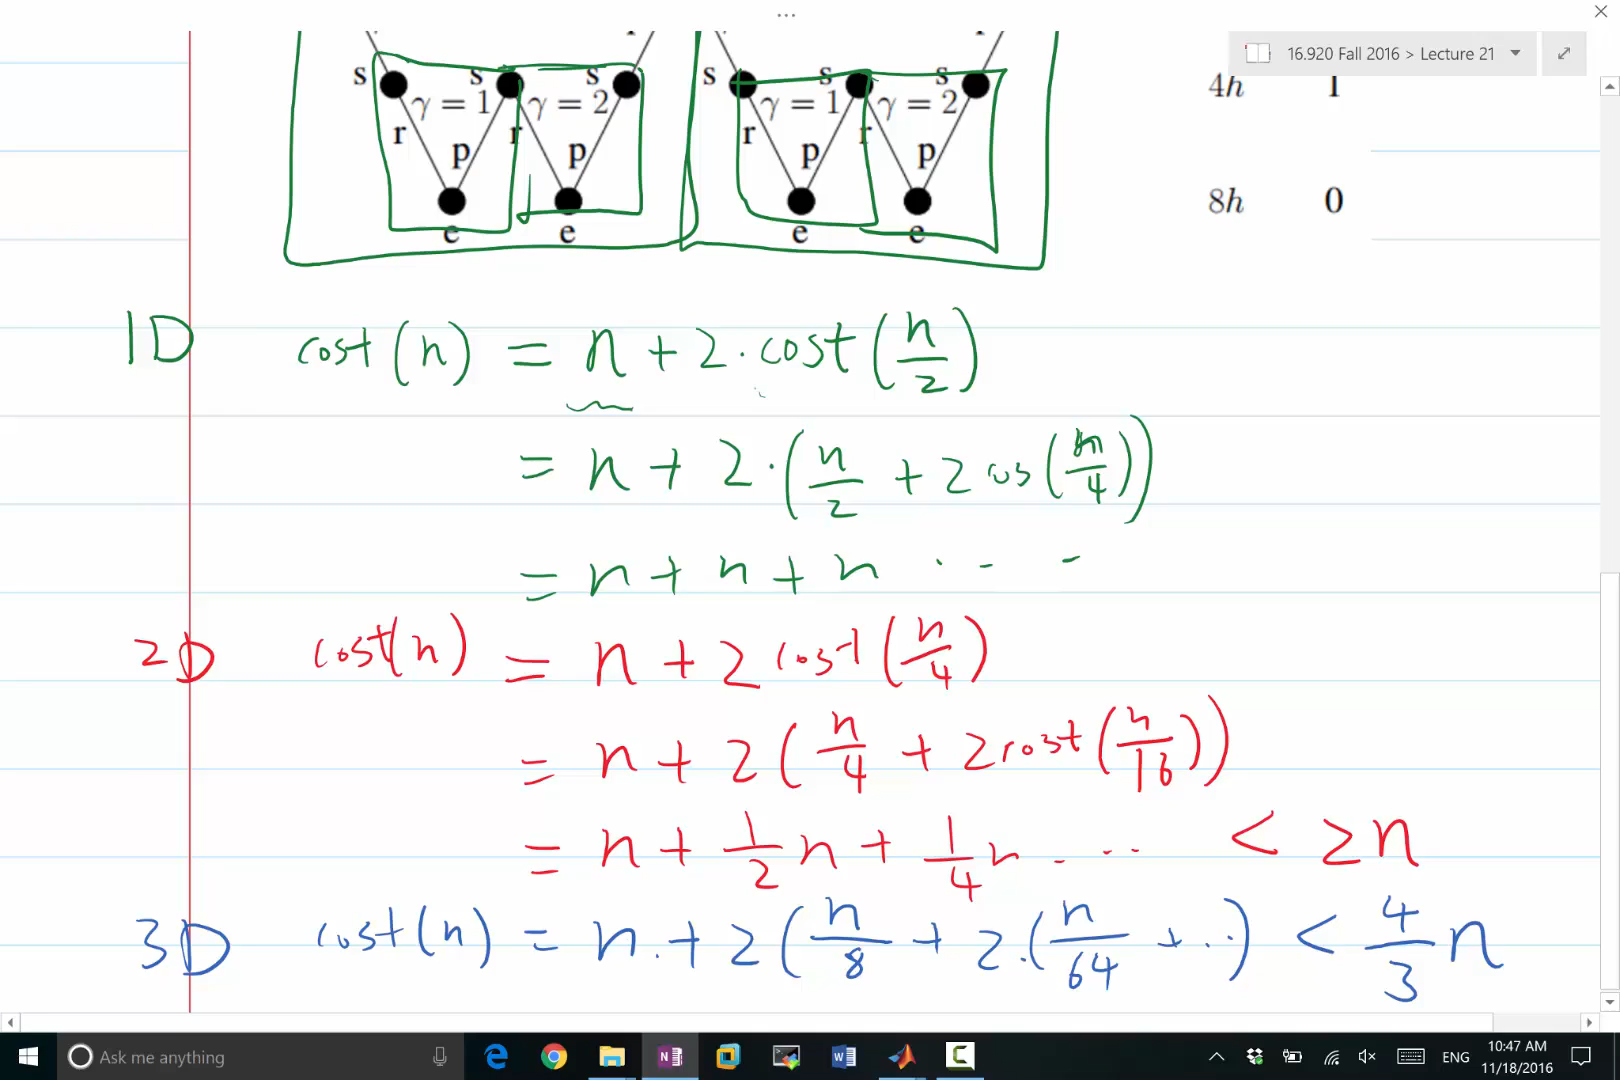 16.920 Fall 2016 > Lecture 21
s s s s s s
γ = 1 γ = 2 γ = 1 γ = 2
4h 1
r p r p r p r p
8h 0
e e e e
1D cost(n) = n + 2 · cost(n/2)
= n + 2 · (n/2 + 2 cos(n/4))
= n + n + n . . .
2D cost(n) = n + 2 cost(n/4)
= n + 2 (n/4 + 2 cost(n/16))
= n + 1/2 n + 1/4 n . . . < 2n
3D cost(n) = n + 2 (n/8 + 2 · (n/64 + ..) < 4/3 n
Ask me anything
ENG
10:47 AM
11/18/2016